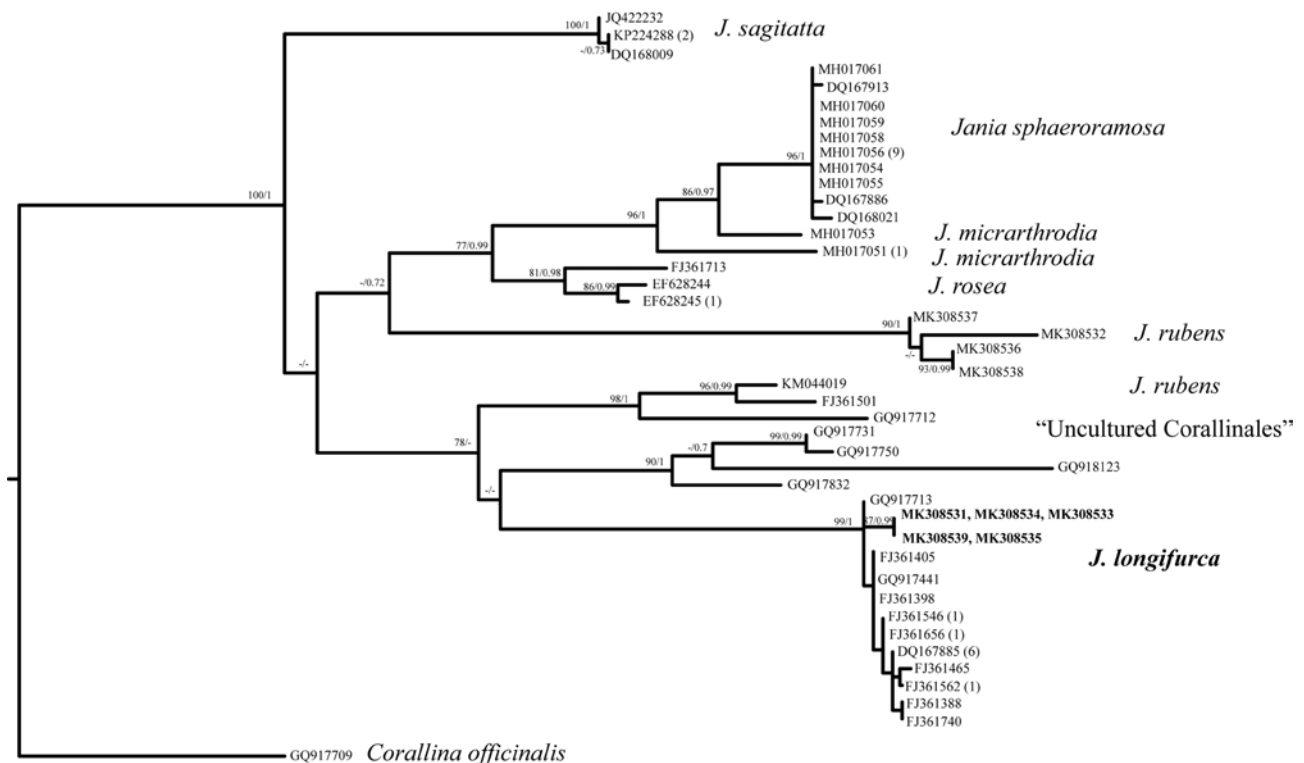 JQ422232
100/1
KP224288 (2)
J. sagitatta
-/0.73
DQ168009
MH017061
DQ167913
MH017060
MH017059
Jania sphaeroramosa
MH017058
96/1
MH017056 (9)
MH017054
MH017055
100/1
86/0.97
DQ167886
96/1
DQ168021
MH017053
J. micrarthrodia
77/0.99
MH017051 (1)
J. micrarthrodia
FJ361713
81/0.98
-/0.72
86/0.99
EF628244
J. rosea
EF628245 (1)
90/1
MK308537
MK308532
J. rubens
-/-
MK308536
-/-
93/0.99
MK308538
96/0.99
KM044019
J. rubens
98/1
FJ361501
GQ917712
78/-
99/0.99
GQ917731
"Uncultured Corallinales"
-/0.7
GQ917750
90/1
GQ918123
-/-
GQ917832
GQ917713
99/1
MK308531, MK308534, MK308533
MK308539, MK308535
FJ361405
J. longifurca
GQ917441
FJ361398
FJ361546 (1)
FJ361656 (1)
DQ167885 (6)
FJ361465
FJ361562 (1)
FJ361388
FJ361740
GQ917709
Corallina officinalis